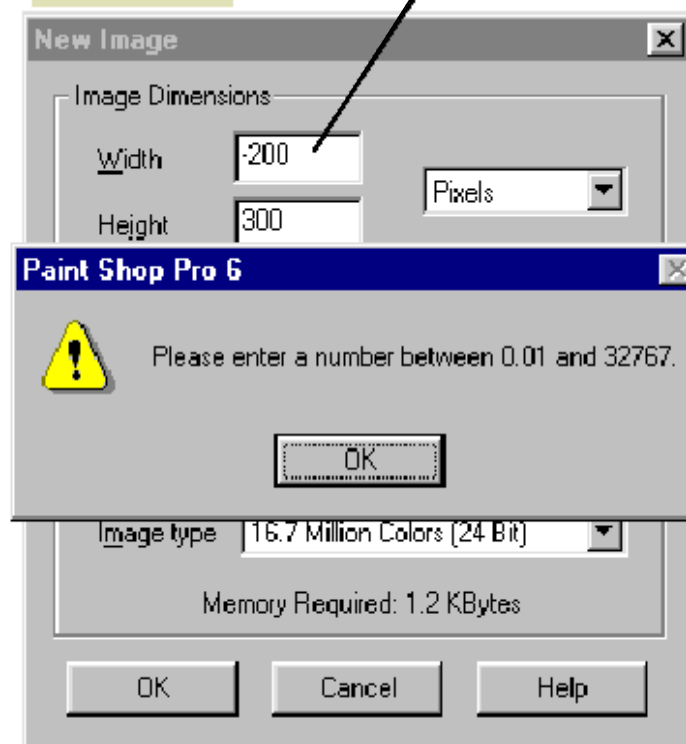 New Image
Image Dimensions
Width -200
Pixels
Height 300
Paint Shop Pro 6
Please enter a number between 0.01 and 32767.
OK
Image type 16.7 Million Colors (24 Bit)
Memory Required: 1.2 KBytes
OK Cancel Help